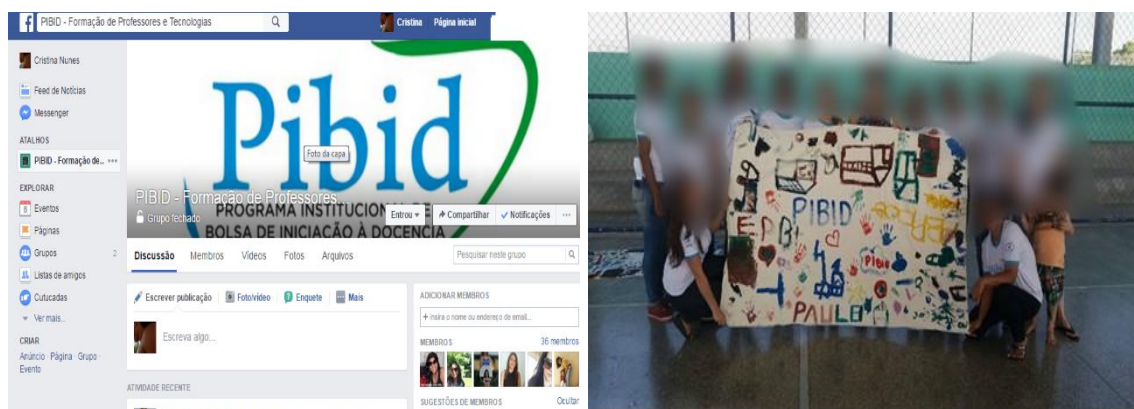 PIBID - Formação de Professores e Tecnologias
Cristina Página inicial
Cristina Nunes
Feed de Notícias
Messenger
ATALHOS
PIBID - Formação de...
EXPLORAR
8 Eventos
Páginas
Grupos 2
Listas de amigos
Cutucadas
Ver mais...
CRIAR
Anúncio · Página · Grupo ·
Evento
Pibid
Foto da capa
PIBID - Formação de Professores...
PROGRAMA INSTITUCIONAL DE
Grupo fechado
BOLSA DE INICIAÇÃO À DOCENCIA
Entrou Compartilhar Notificações ...
Discussão Membros Vídeos Fotos Arquivos
Pesquisar neste grupo
Escrever publicação Foto/vídeo Enquete Mais
Escreva algo...
ATIVIDADE RECENTE
ADICIONAR MEMBROS
+ Insira o nome ou endereço de email...
MEMBROS 36 membros
SUGESTÕES DE MEMBROS Ocultar
PIBID
PIBID
PAULO